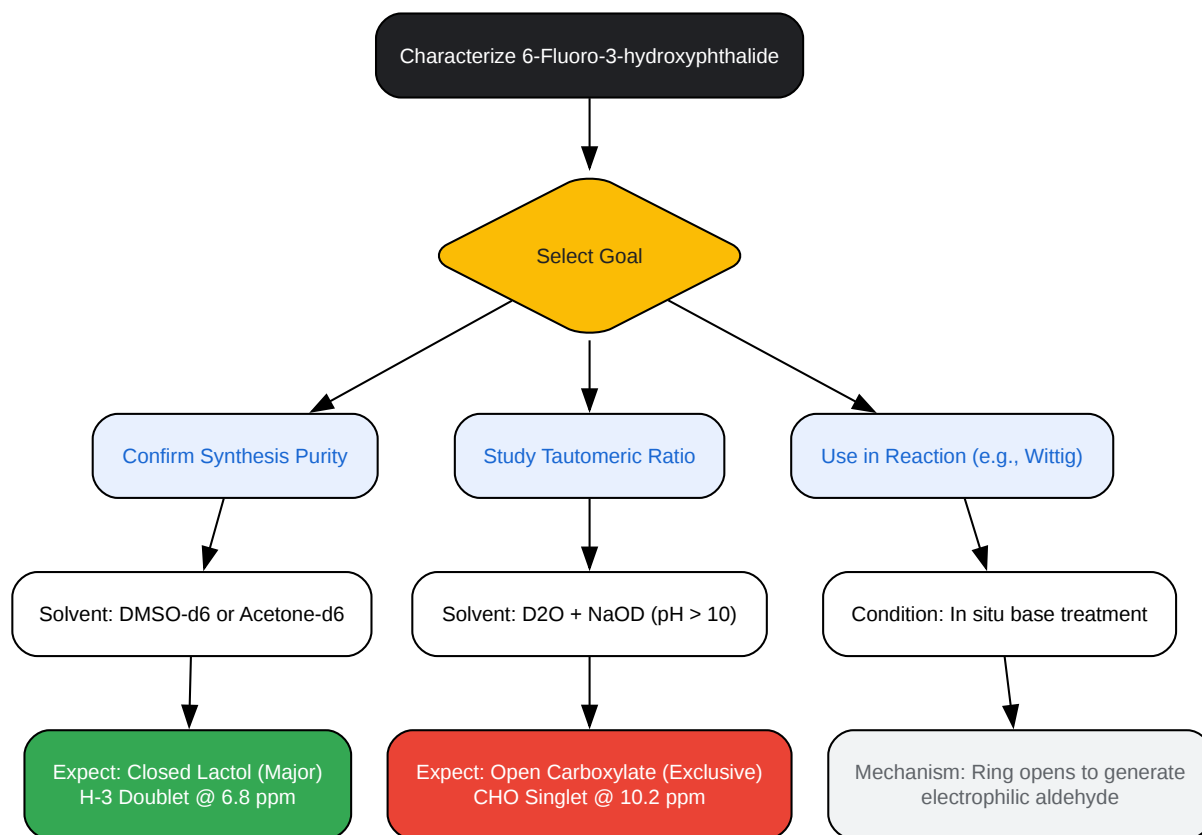 Characterize 6-Fluoro-3-hydroxyphthalide
Select Goal
Confirm Synthesis Purity
Study Tautomeric Ratio
Use in Reaction (e.g., Wittig)
Solvent: DMSO-d6 or Acetone-d6
Solvent: D2O + NaOD (pH > 10)
Condition: In situ base treatment
Expect: Closed Lactol (Major)
H-3 Doublet @ 6.8 ppm
Expect: Open Carboxylate (Exclusive)
CHO Singlet @ 10.2 ppm
Mechanism: Ring opens to generate
electrophilic aldehyde